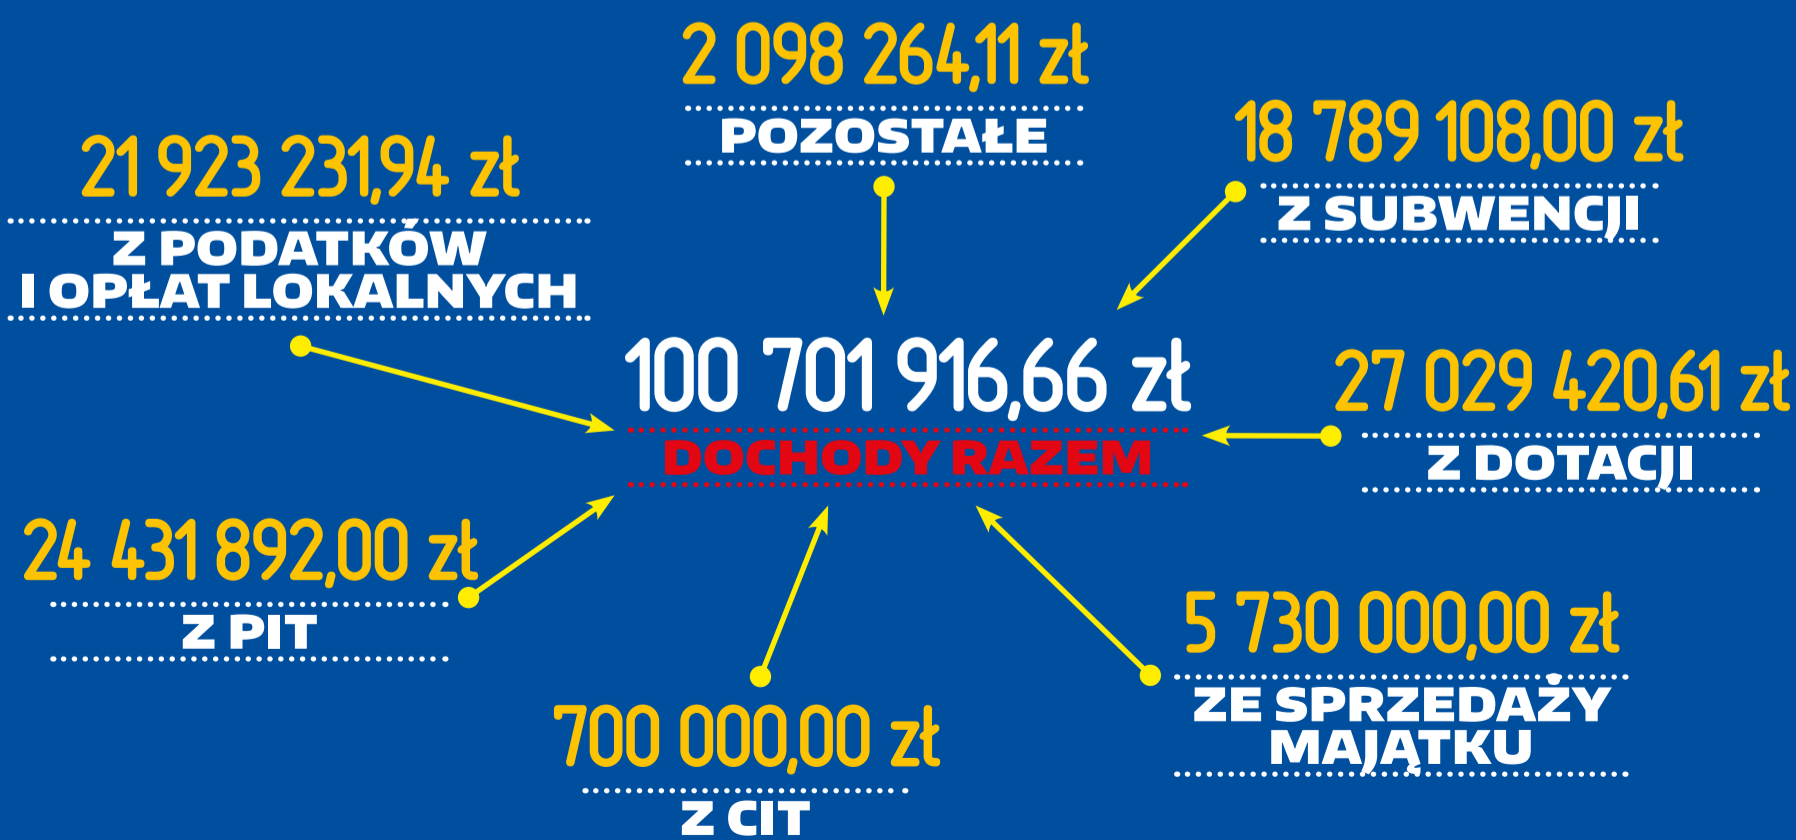 2 098 264,11 zł
POZOSTAŁE
18 789 108,00 zł
Z SUBWENCJI
21 923 231,94 zł
Z PODATKÓW
I OPŁAT LOKALNYCH
100 701 916,66 zł
DOCHODY RAZEM
27 029 420,61 zł
Z DOTACJI
24 431 892,00 zł
Z PIT
5 730 000,00 zł
ZE SPRZEDAŻY
MAJĄTKU
700 000,00 zł
Z CIT